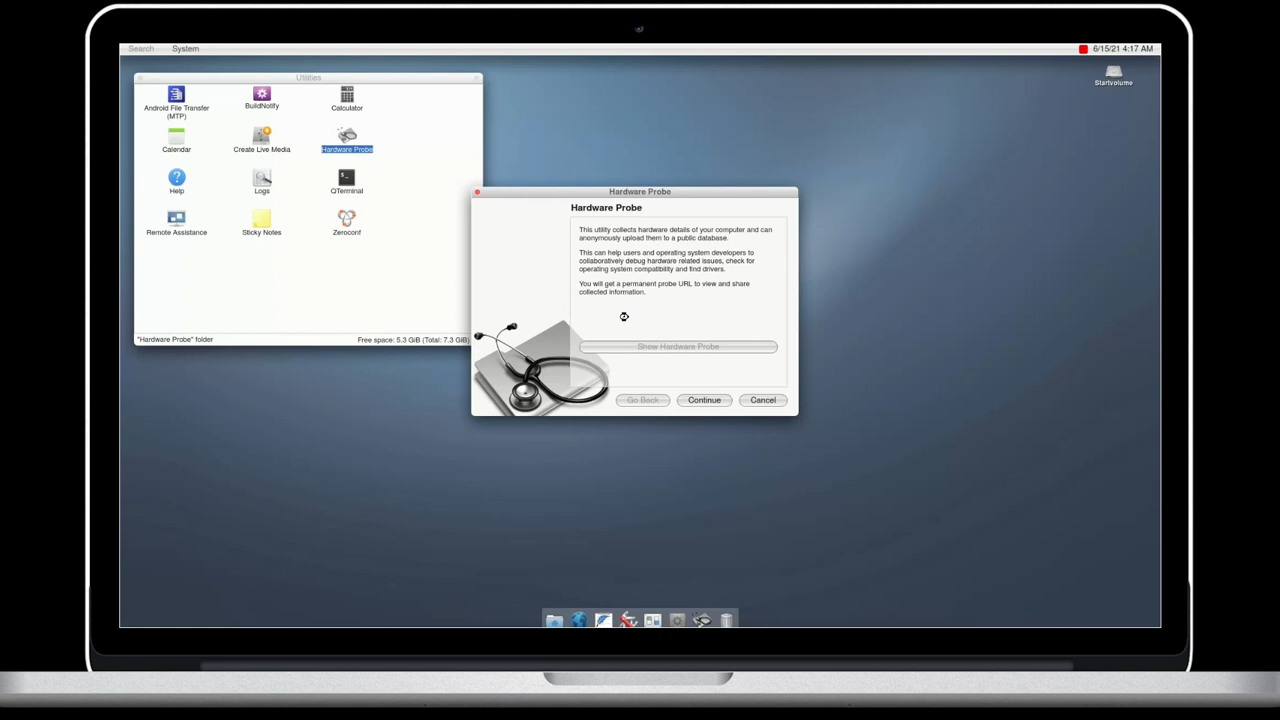 Search System 6/15/21 4:17 AM
Utilities
Startvolume
Android File Transfer
(MTP)
BuildNotify
Calculator
Calendar
Create Live Media
Hardware Probe
Help
Logs
QTerminal
Remote Assistance
Sticky Notes
Zeroconf
"Hardware Probe" folder
Free space: 5.3 GiB (Total: 7.3 GiB)
Hardware Probe
Hardware Probe
This utility collects hardware details of your computer and can
anonymously upload them to a public database.
This can help users and operating system developers to
collaboratively debug hardware related issues, check for
operating system compatibility and find drivers.
You will get a permanent probe URL to view and share
collected information.
Show Hardware Probe
Go Back Continue Cancel